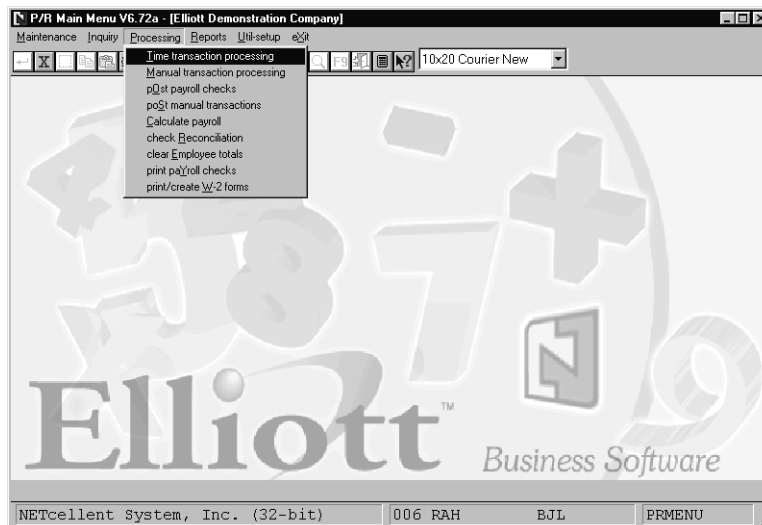 P/R Main Menu V6.72a - [Elliott Demonstration Company]
Maintenance Inquiry Processing Reports Util-setup eXit
X F9 10x20 Courier New
Time transaction processing
Manual transaction processing
pOst payroll checks
poSt manual transactions
Calculate payroll
check Reconciliation
clear Employee totals
print paYroll checks
print/create W-2 forms
Elliott™
Business Software
NETcellent System, Inc. (32-bit) 006 RAH BJL PRMENU